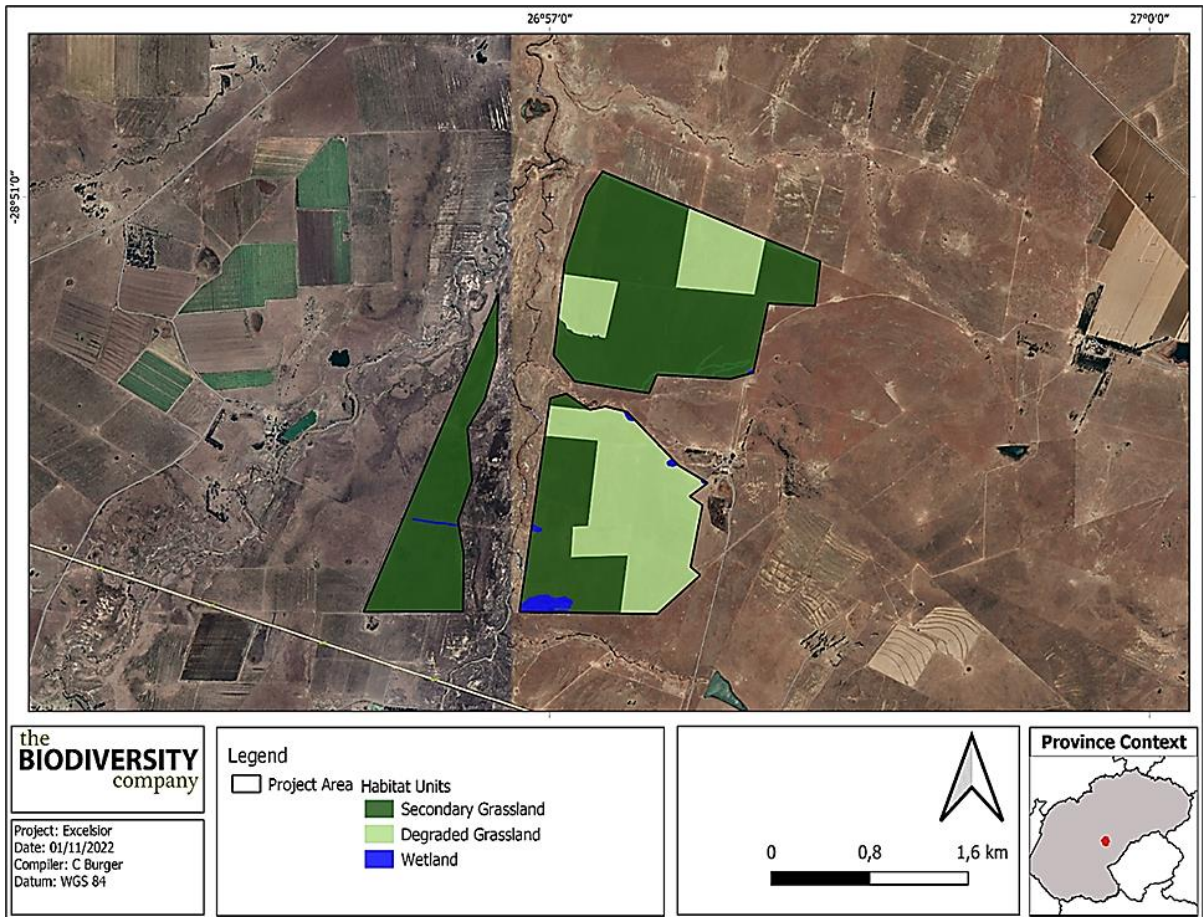 26°57'0"
27°0'0"
-28°51'0"
the
BIODIVERSITY
company
Project: Excelsior
Date: 01/11/2022
Compiler: C Burger
Datum: WGS 84
Legend
Project Area
Habitat Units
Secondary Grassland
Degraded Grassland
Wetland
0 0,8 1,6 km
Province Context